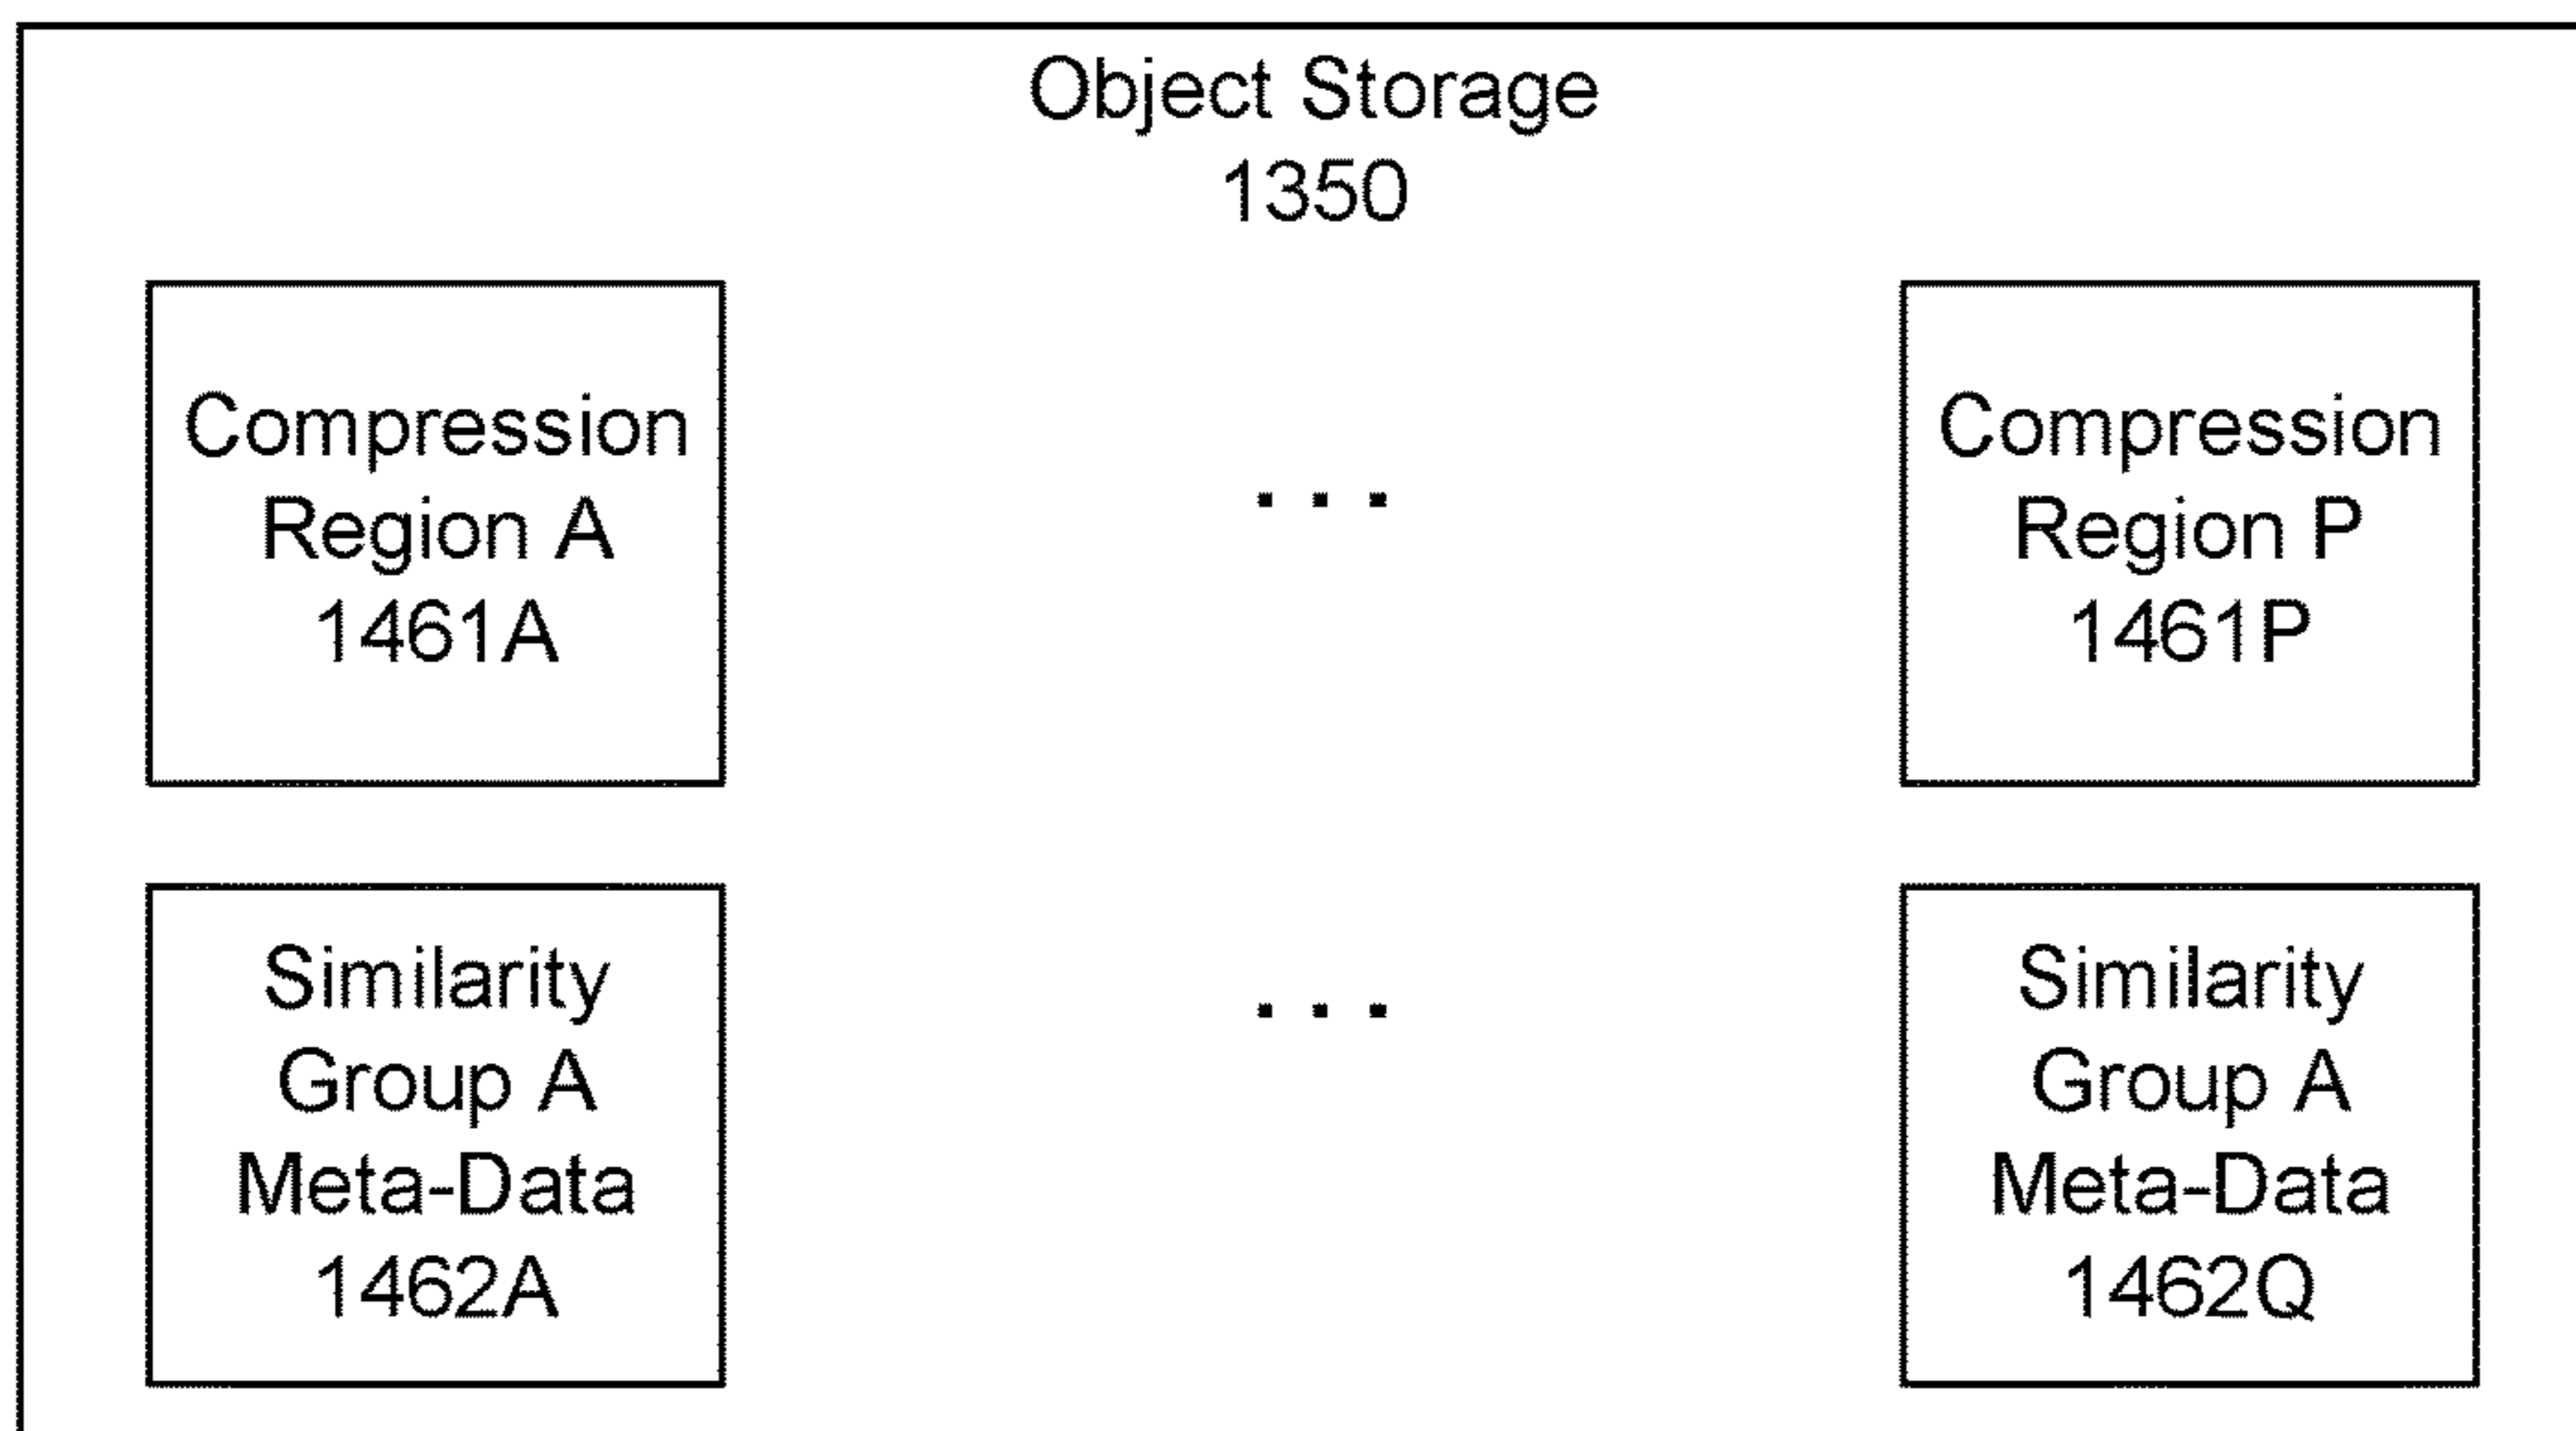 Object Storage
1350
Compression
Region A
1461A
. . .
Compression
Region P
1461P
Similarity
Group A
Meta-Data
1462A
. . .
Similarity
Group A
Meta-Data
1462Q